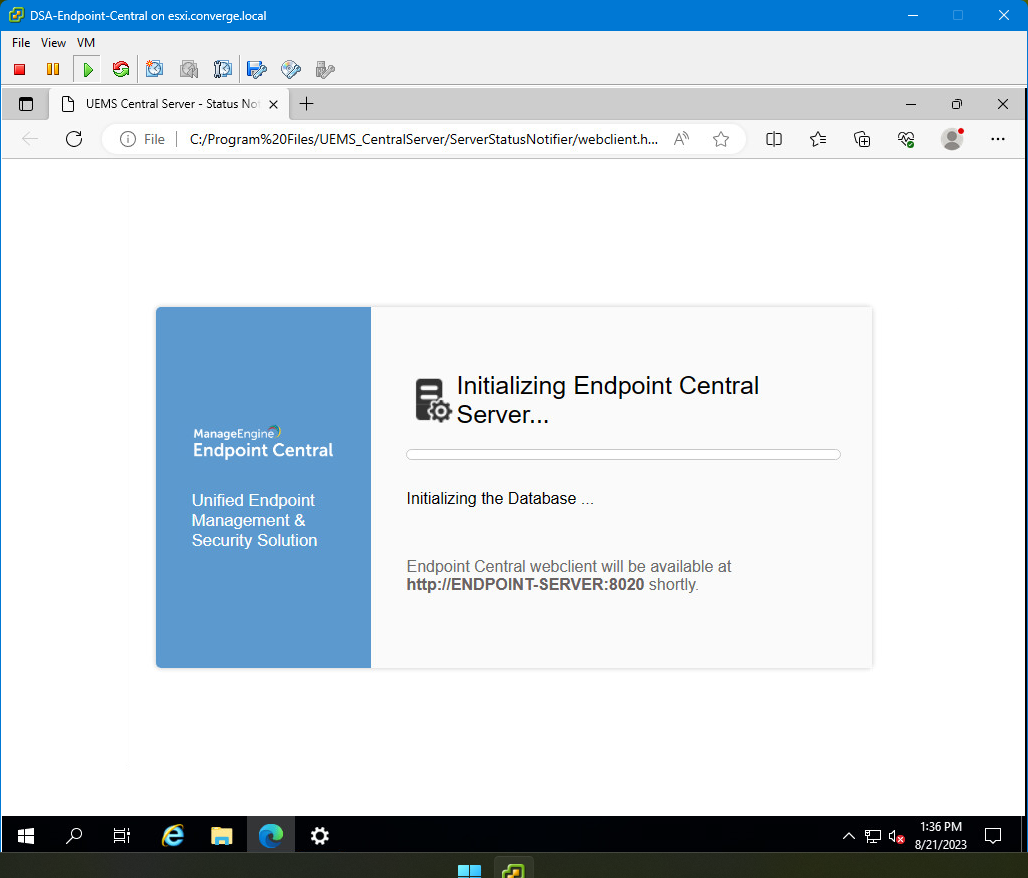 DSA-Endpoint-Central on esxi.converge.local
File View VM
UEMS Central Server - Status Not
File C:/Program%20Files/UEMS_CentralServer/ServerStatusNotifier/webclient.h...
Initializing Endpoint Central
Server...
ManageEngine
Endpoint Central
Initializing the Database ...
Unified Endpoint
Management &
Security Solution
Endpoint Central webclient will be available at
http://ENDPOINT-SERVER:8020 shortly.
1:36 PM
8/21/2023